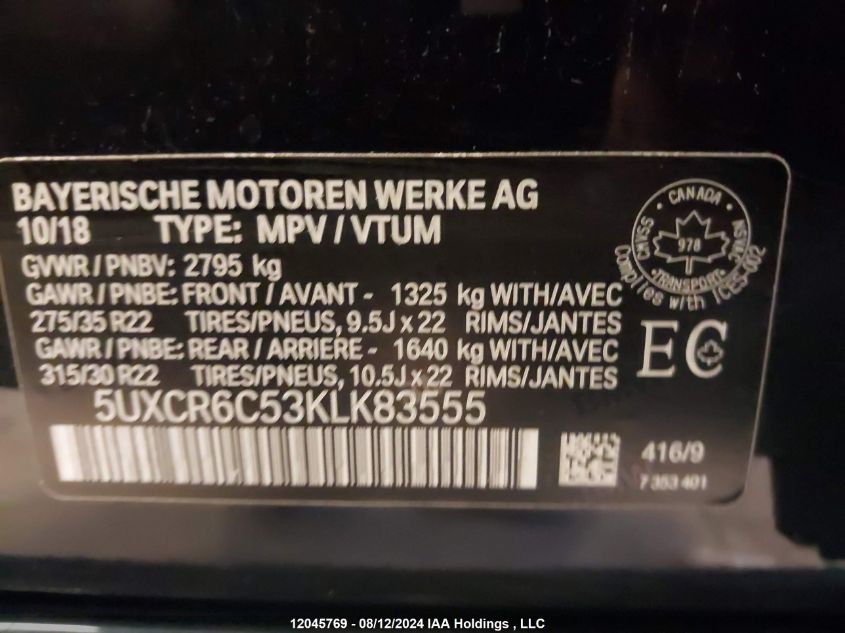 BAYERISCHE MOTOREN WERKE AG
10/18 TYPE: MPV / VTUM
GVWR / PNBV: 2795 kg
GAWR / PNBE: FRONT / AVANT - 1325 kg WITH/AVEC
275/35 R22 TIRES/PNEUS, 9.5J x 22 RIMS/JANTES
GAWR / PNBE: REAR / ARRIERE - 1640 kg WITH/AVEC
315/30 R22 TIRES/PNEUS, 10.5J x 22 RIMS/JANTES
5UXCR6C53KLK83555
CANADA
CMVSS NSVAC
978
TRANSPORT
Complies with ICES-002
EC
416/9
7 353 401
12045769 - 08/12/2024 IAA Holdings , LLC